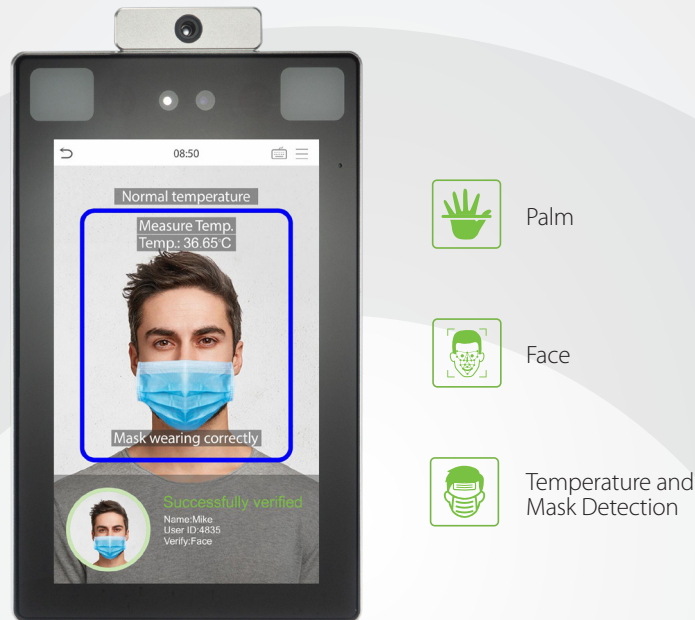 08:50
Normal temperature
Measure Temp.
Temp.: 36.65°C
Mask wearing correctly
Successfully verified
Name:Mike
User ID:4835
Verify:Face
Palm
Face
Temperature and
Mask Detection